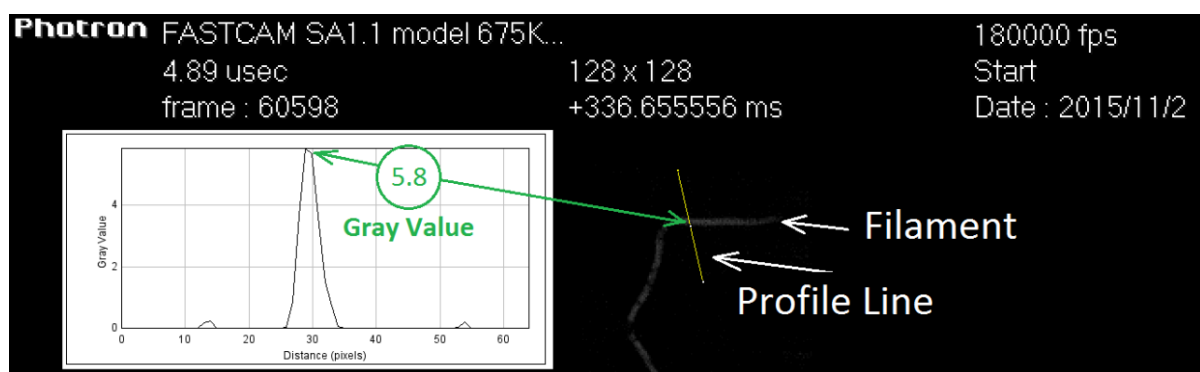 Photron FASTCAM SA1.1 model 675K... 180000 fps
4.89 usec 128 x 128 Start
frame : 60598 +336.655556 ms Date : 2015/11/2
5.8
Gray Value
4
2
0
Gray Value
0 10 20 30 40 50 60
Distance (pixels)
Filament
Profile Line